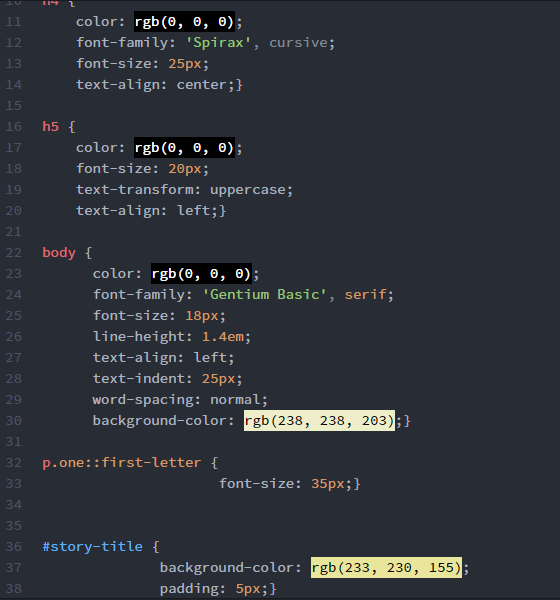 10 h4 {
11 color: rgb(0, 0, 0);
12 font-family: 'Spirax', cursive;
13 font-size: 25px;
14 text-align: center;}
15
16 h5 {
17 color: rgb(0, 0, 0);
18 font-size: 20px;
19 text-transform: uppercase;
20 text-align: left;}
21
22 body {
23 color: rgb(0, 0, 0);
24 font-family: 'Gentium Basic', serif;
25 font-size: 18px;
26 line-height: 1.4em;
27 text-align: left;
28 text-indent: 25px;
29 word-spacing: normal;
30 background-color: rgb(238, 238, 203);}
31
32 p.one::first-letter {
33 font-size: 35px;}
34
35
36 #story-title {
37 background-color: rgb(233, 230, 155);
38 padding: 5px;}